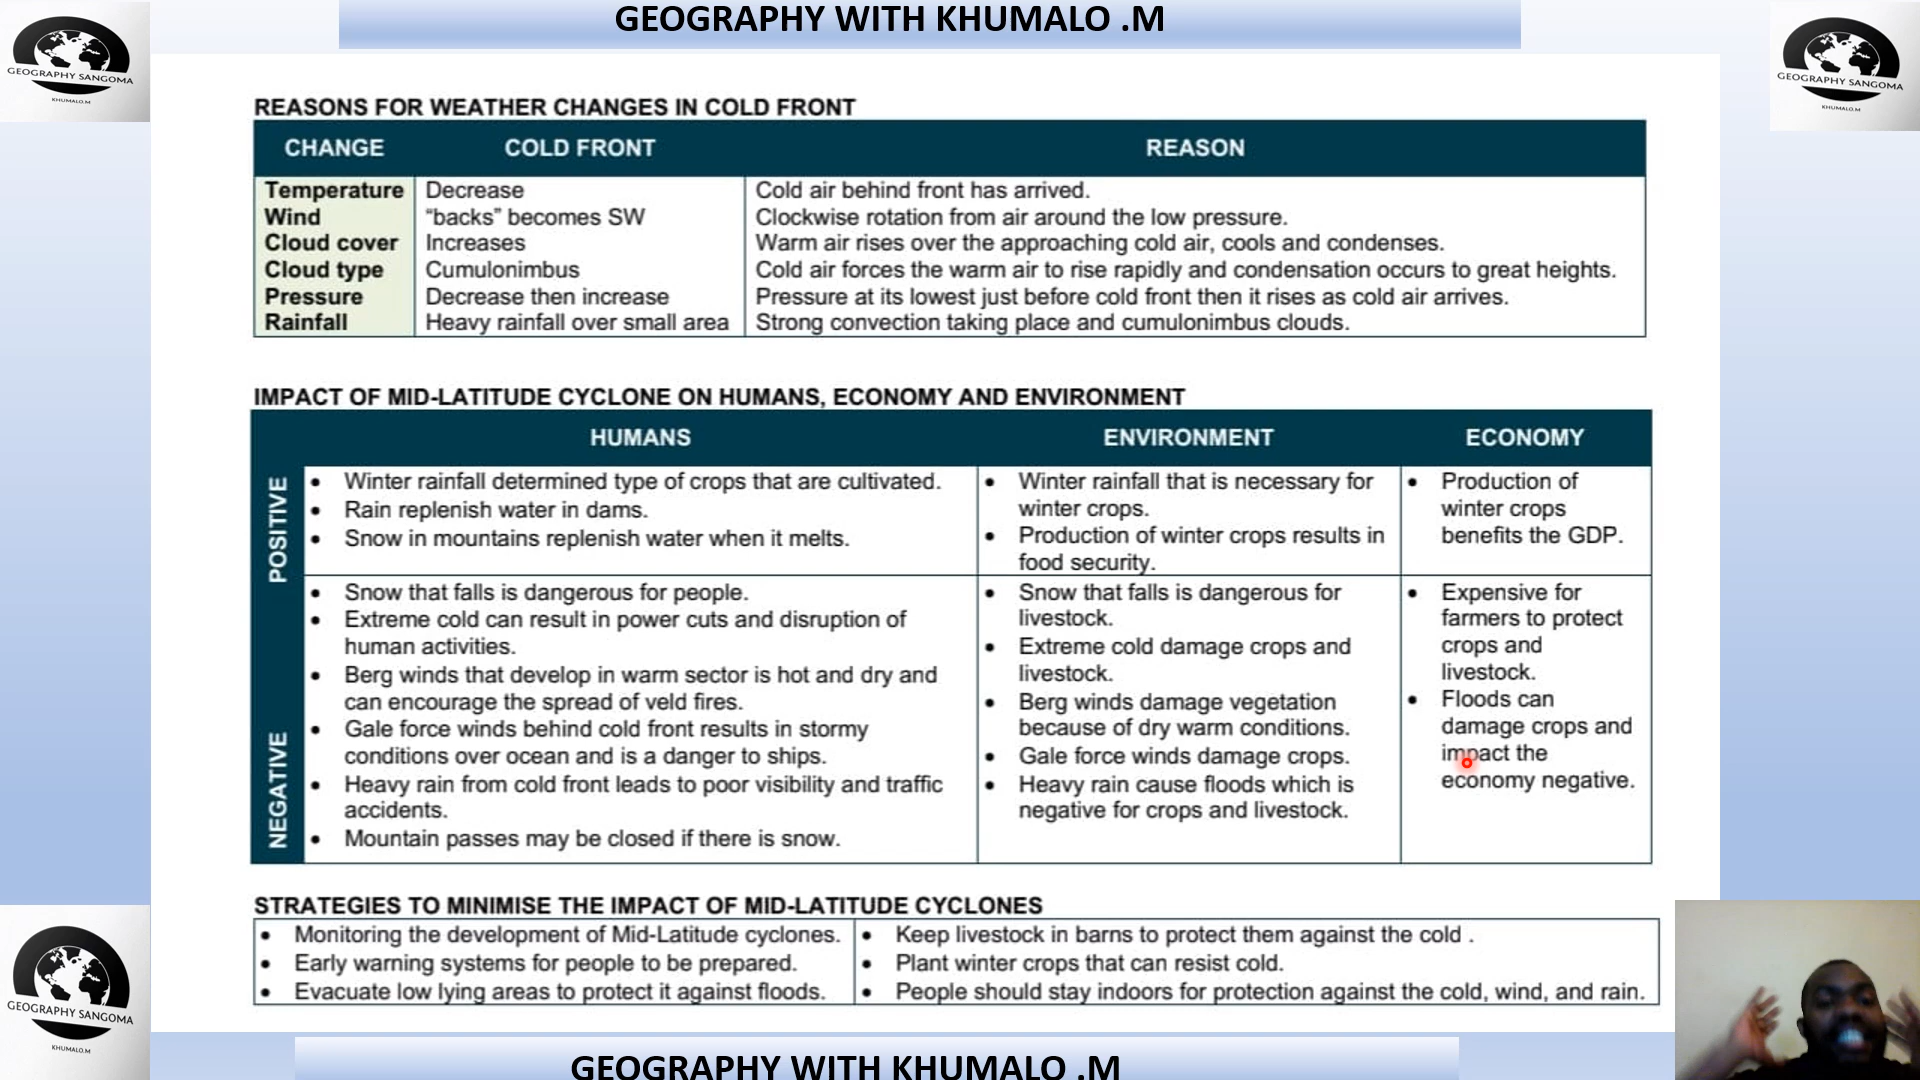 GEOGRAPHY WITH KHUMALO .M
GEOGRAPHY SANGOMA
KHUMALO.M
GEOGRAPHY SANGOMA
KHUMALO.M
REASONS FOR WEATHER CHANGES IN COLD FRONT
CHANGE COLD FRONT REASON
Temperature Decrease Cold air behind front has arrived.
Wind “backs” becomes SW Clockwise rotation from air around the low pressure.
Cloud cover Increases Warm air rises over the approaching cold air, cools and condenses.
Cloud type Cumulonimbus Cold air forces the warm air to rise rapidly and condensation occurs to great heights.
Pressure Decrease then increase Pressure at its lowest just before cold front then it rises as cold air arrives.
Rainfall Heavy rainfall over small area Strong convection taking place and cumulonimbus clouds.
IMPACT OF MID-LATITUDE CYCLONE ON HUMANS, ECONOMY AND ENVIRONMENT
HUMANS ENVIRONMENT ECONOMY
POSITIVE
• Winter rainfall determined type of crops that are cultivated.
• Rain replenish water in dams.
• Snow in mountains replenish water when it melts.
• Winter rainfall that is necessary for
winter crops.
• Production of winter crops results in
food security.
• Production of
winter crops
benefits the GDP.
NEGATIVE
• Snow that falls is dangerous for people.
• Extreme cold can result in power cuts and disruption of
human activities.
• Berg winds that develop in warm sector is hot and dry and
can encourage the spread of veld fires.
• Gale force winds behind cold front results in stormy
conditions over ocean and is a danger to ships.
• Heavy rain from cold front leads to poor visibility and traffic
accidents.
• Mountain passes may be closed if there is snow.
• Snow that falls is dangerous for
livestock.
• Extreme cold damage crops and
livestock.
• Berg winds damage vegetation
because of dry warm conditions.
• Gale force winds damage crops.
• Heavy rain cause floods which is
negative for crops and livestock.
• Expensive for
farmers to protect
crops and
livestock.
• Floods can
damage crops and
impact the
economy negative.
STRATEGIES TO MINIMISE THE IMPACT OF MID-LATITUDE CYCLONES
• Monitoring the development of Mid-Latitude cyclones.
• Early warning systems for people to be prepared.
• Evacuate low lying areas to protect it against floods.
• Keep livestock in barns to protect them against the cold .
• Plant winter crops that can resist cold.
• People should stay indoors for protection against the cold, wind, and rain.
GEOGRAPHY SANGOMA
KHUMALO.M
GEOGRAPHY WITH KHUMALO .M